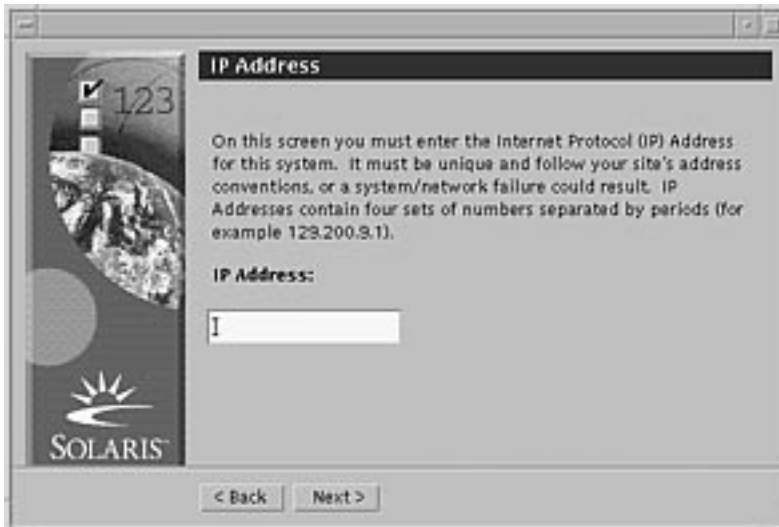 IP Address
123
On this screen you must enter the Internet Protocol (IP) Address
for this system. It must be unique and follow your site's address
conventions, or a system/network failure could result. IP
Addresses contain four sets of numbers separated by periods (for
example 129.200.9.1).
IP Address:
SOLARIS™
< Back
Next >